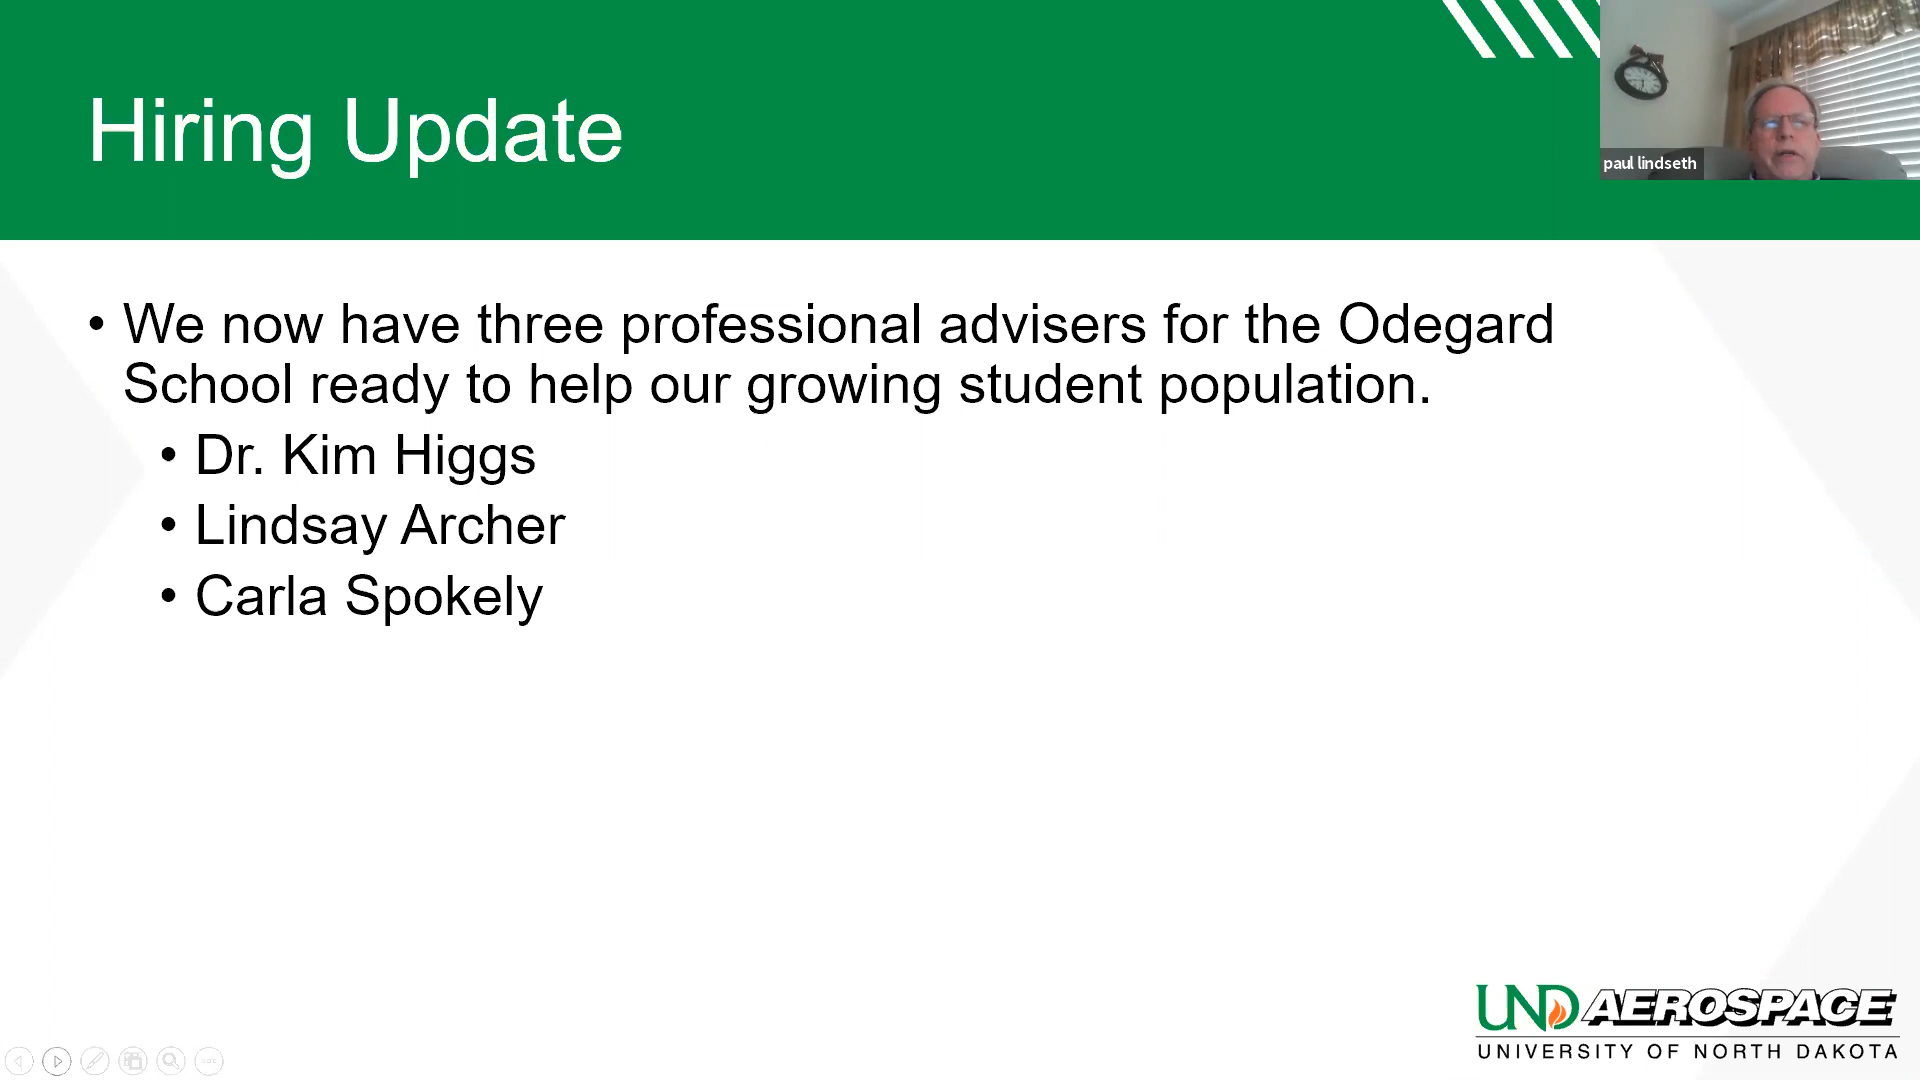 Hiring Update
paul lindseth
• We now have three professional advisers for the Odegard
School ready to help our growing student population.
• Dr. Kim Higgs
• Lindsay Archer
• Carla Spokely
UND AEROSPACE
UNIVERSITY OF NORTH DAKOTA